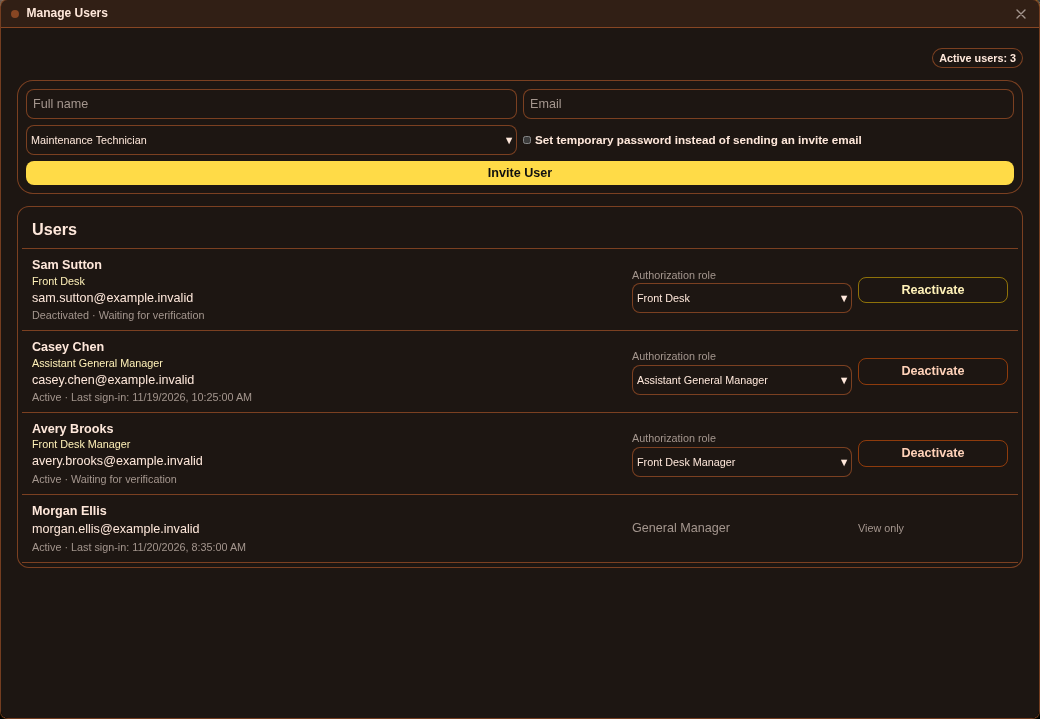 Manage Users
Active users: 3
Full name
Email
Maintenance Technician
Set temporary password instead of sending an invite email
Invite User
Users
Sam Sutton
Front Desk
sam.sutton@example.invalid
Deactivated · Waiting for verification
Authorization role
Front Desk
Reactivate
Casey Chen
Assistant General Manager
casey.chen@example.invalid
Active · Last sign-in: 11/19/2026, 10:25:00 AM
Authorization role
Assistant General Manager
Deactivate
Avery Brooks
Front Desk Manager
avery.brooks@example.invalid
Active · Waiting for verification
Authorization role
Front Desk Manager
Deactivate
Morgan Ellis
morgan.ellis@example.invalid
Active · Last sign-in: 11/20/2026, 8:35:00 AM
General Manager
View only